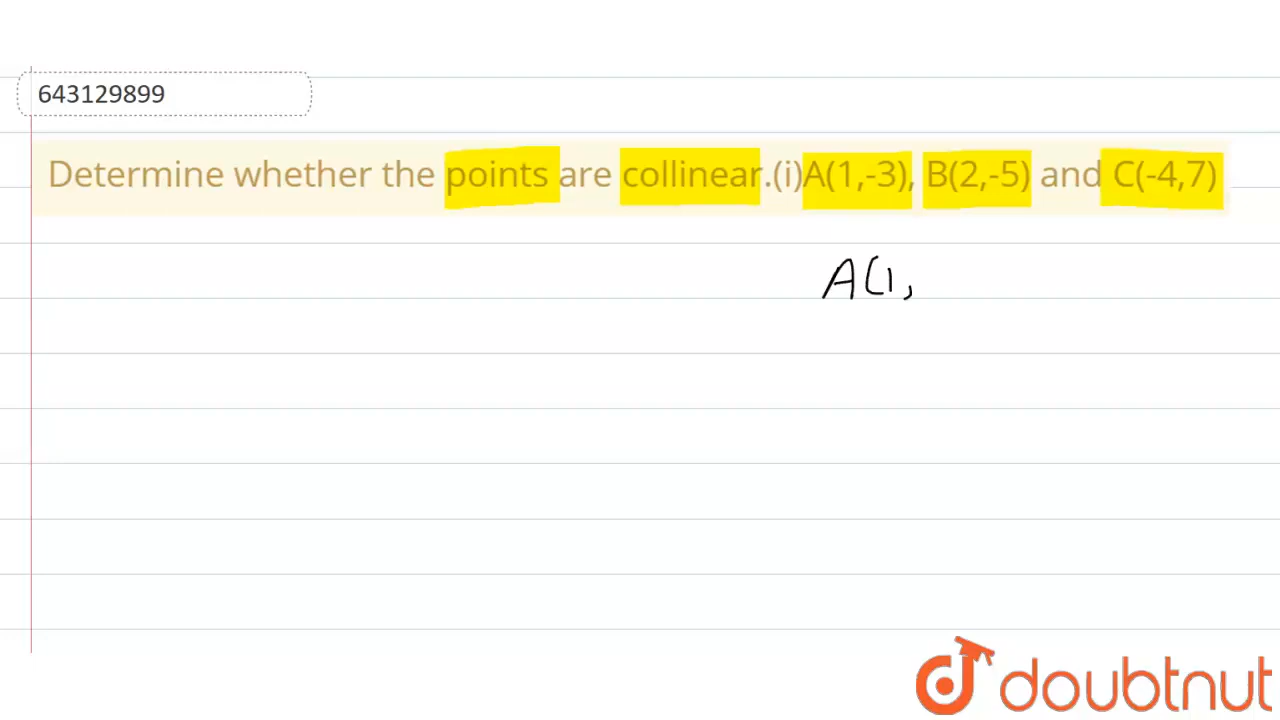 643129899
Determine whether the points are collinear.(i)A(1,-3), B(2,-5) and C(-4,7)
A(1,
doubtnut